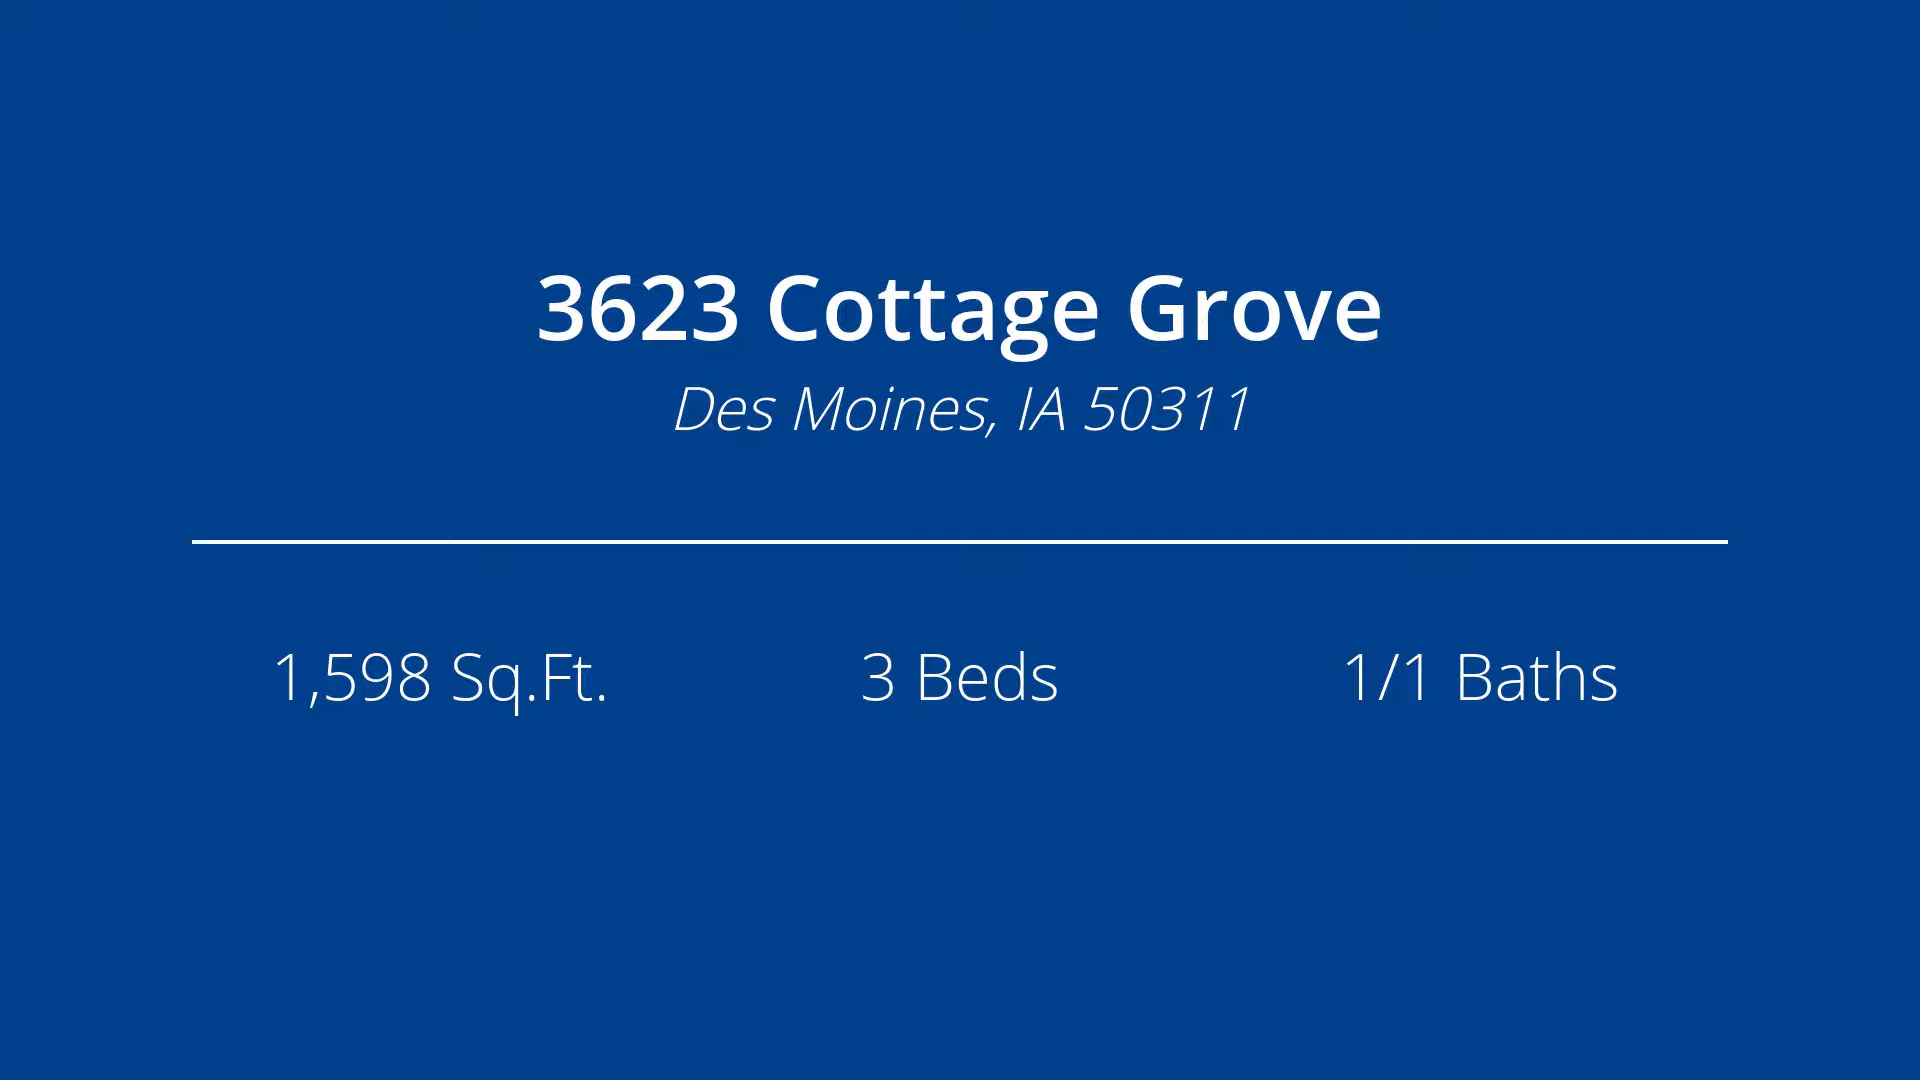 3623 Cottage Grove
Des Moines, IA 50311
1,598 Sq.Ft.
3 Beds
1/1 Baths